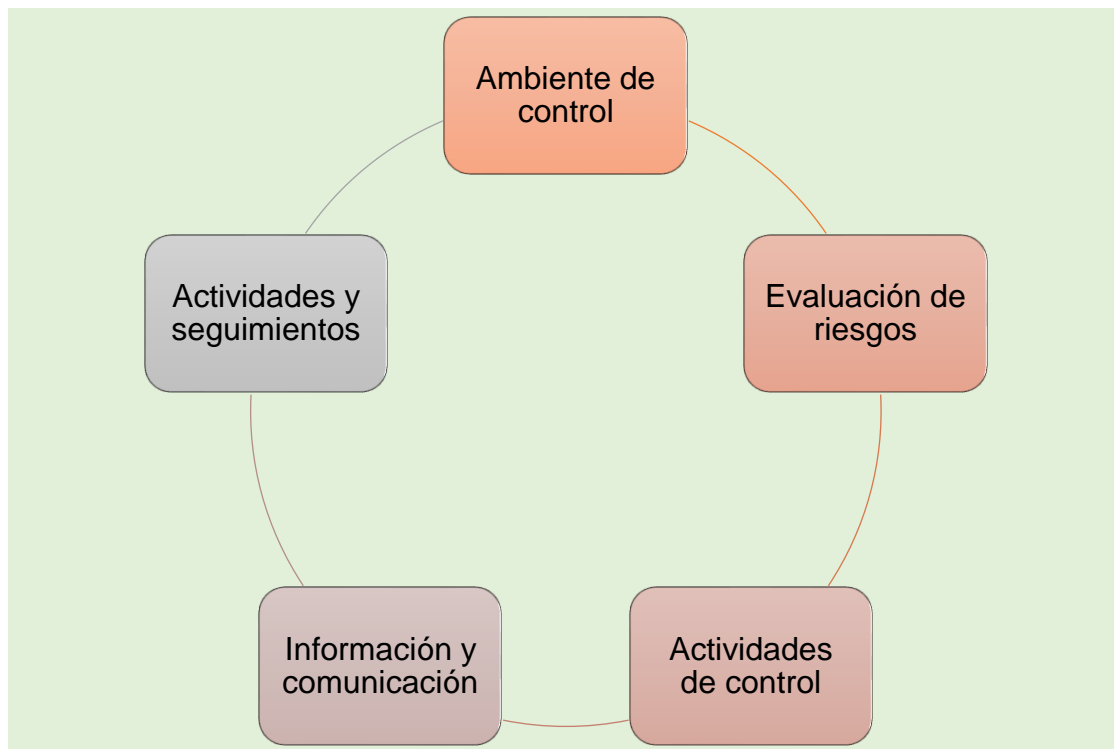 Ambiente de
control
Evaluación de
riesgos
Actividades
de control
Información y
comunicación
Actividades y
seguimientos